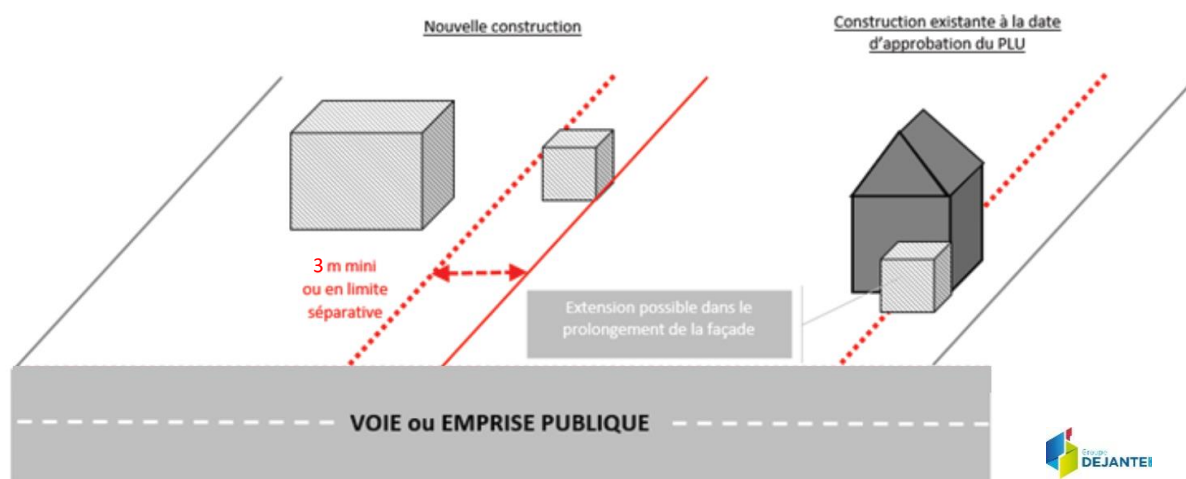 Nouvelle construction
Construction existante à la date
d'approbation du PLU
3 m mini
ou en limite
séparative
Extension possible dans le
prolongement de la façade
VOIE ou EMPRISE PUBLIQUE
Groupe
DEJANTE